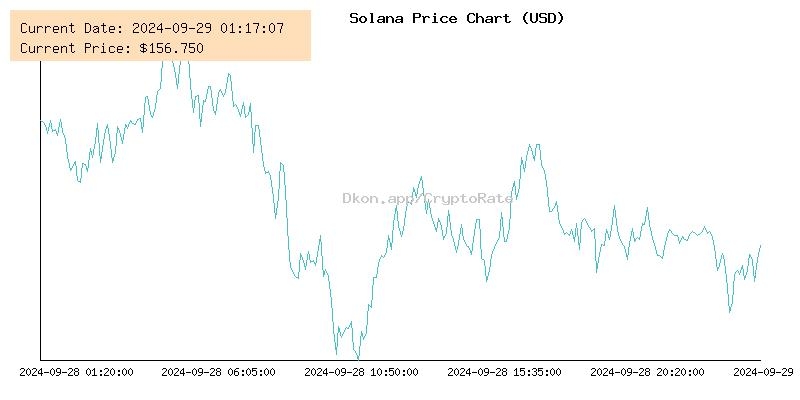 Solana Price Chart (USD)
Current Date: 2024-09-29 01:17:07
Current Price: $156.750
Dkon.app/CryptoRate
2024-09-28 01:20:00
2024-09-28 06:05:00
2024-09-28 10:50:00
2024-09-28 15:35:00
2024-09-28 20:20:00
2024-09-29